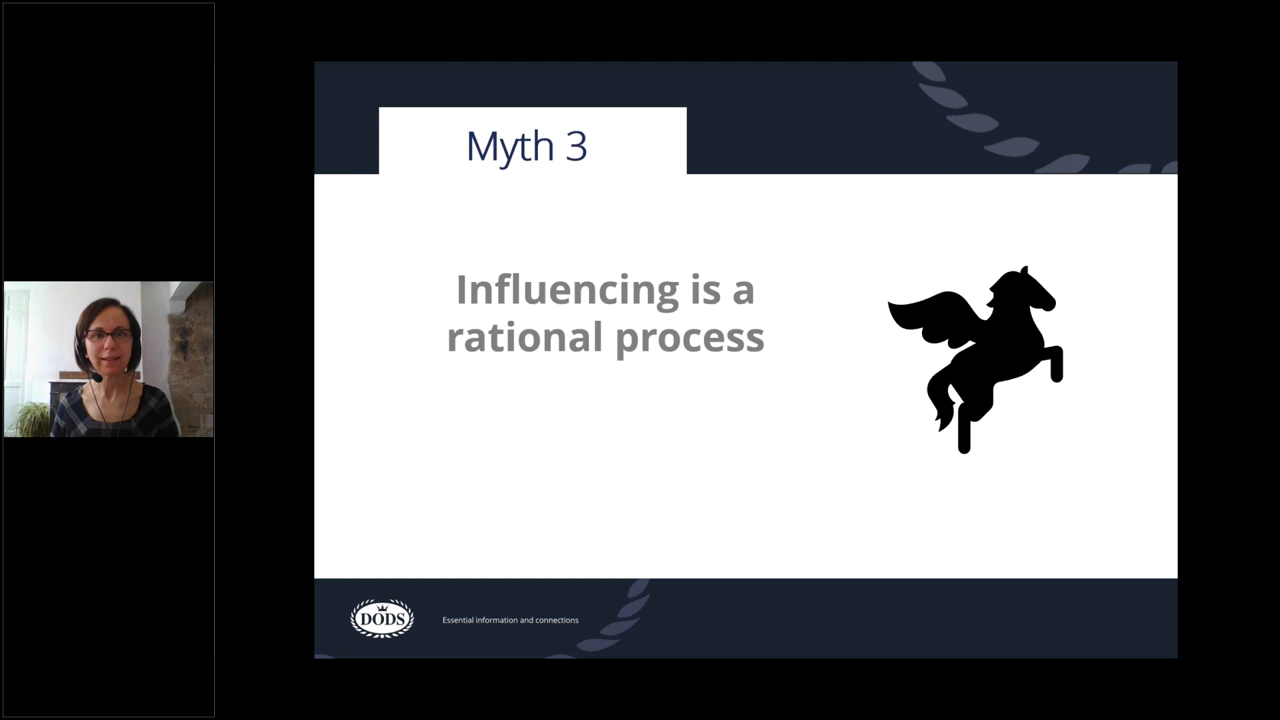 Myth 3
Influencing is a
rational process
DODS
Essential information and connections